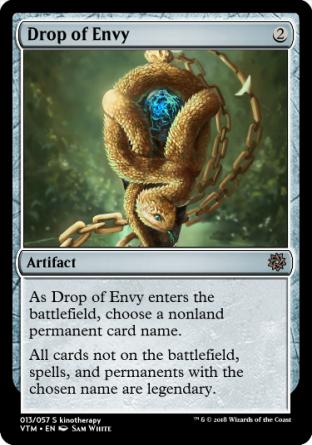 Drop of Envy 2
Artifact
As Drop of Envy enters the
battlefield, choose a nonland
permanent card name.
All cards not on the battlefield,
spells, and permanents with the
chosen name are legendary.
013/057 S kinotherapy
VTM • EN SAM WHITE
™ & © 2018 Wizards of the Coast